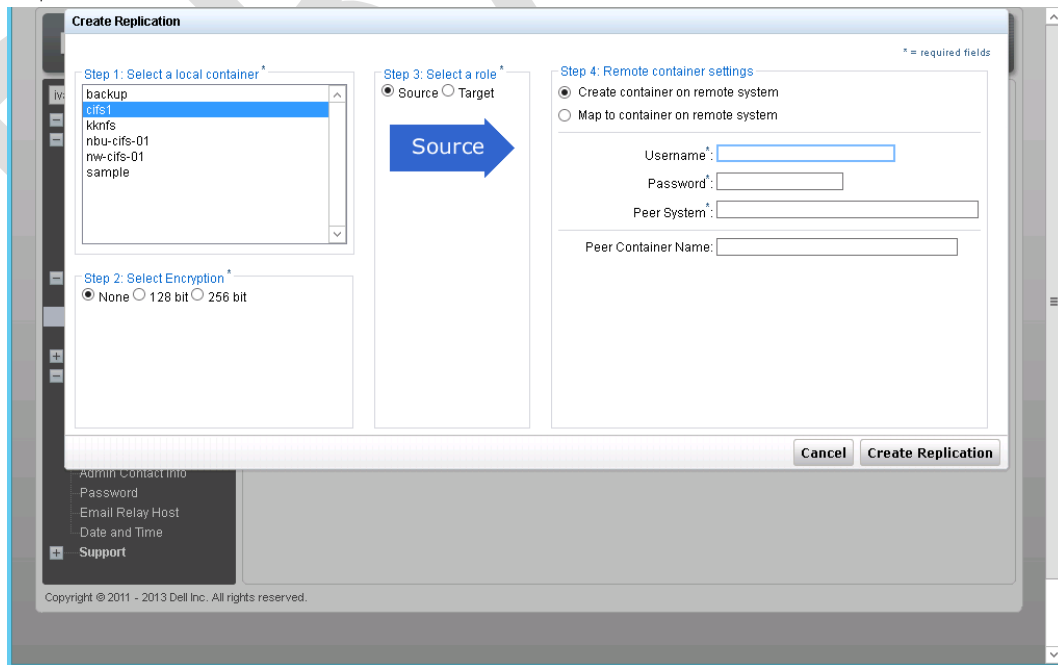 Create Replication
* = required fields
Step 1: Select a local container *
backup
cifs1
kknfs
nbu-cifs-01
nw-cifs-01
sample
Step 2: Select Encryption *
None 128 bit 256 bit
Step 3: Select a role *
Source Target
Source
Step 4: Remote container settings
Create container on remote system
Map to container on remote system
Username*:
Password*:
Peer System*:
Peer Container Name:
Cancel Create Replication
Admin Contact Info
Password
Email Relay Host
Date and Time
Support
Copyright © 2011 - 2013 Dell Inc. All rights reserved.